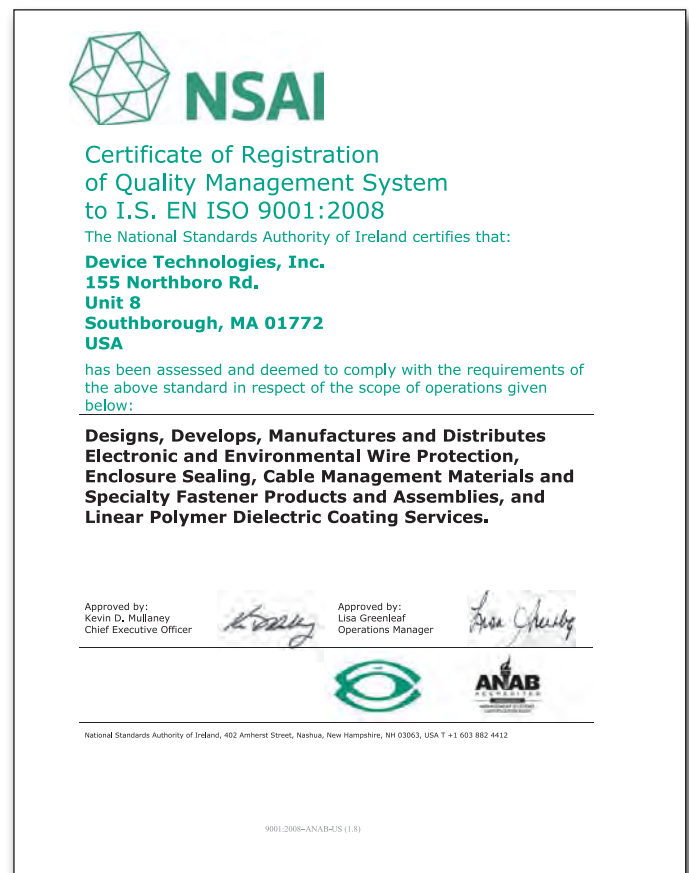 NSAI
Certificate of Registration
of Quality Management System
to I.S. EN ISO 9001:2008
The National Standards Authority of Ireland certifies that:
Device Technologies, Inc.
155 Northboro Rd.
Unit 8
Southborough, MA 01772
USA
has been assessed and deemed to comply with the requirements of
the above standard in respect of the scope of operations given
below:
Designs, Develops, Manufactures and Distributes
Electronic and Environmental Wire Protection,
Enclosure Sealing, Cable Management Materials and
Specialty Fastener Products and Assemblies, and
Linear Polymer Dielectric Coating Services.
Approved by:
Kevin D. Mullaney
Chief Executive Officer
Approved by:
Lisa Greenleaf
Operations Manager
ANAB
ACCREDITED
National Standards Authority of Ireland, 402 Amherst Street, Nashua, New Hampshire, NH 03063, USA T +1 603 882 4412
9001:2008-ANAB-US (1.8)